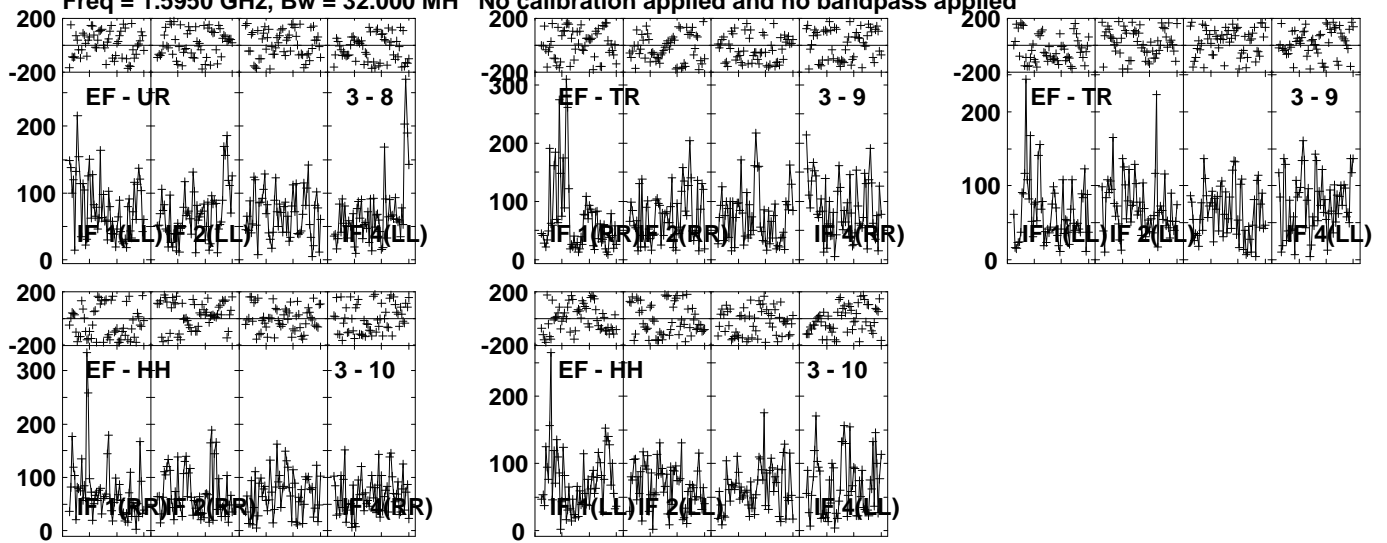 Freq = 1.5950 GHz, Bw = 32.000 MH No calibration applied and no bandpass applied
200
-200
EF - UR 3 - 8
200
100
0
IF 1(LL) IF 2(LL) IF 4(LL)
200
-200
300
EF - TR 3 - 9
200
100
0
IF 1(RR) IF 2(RR) IF 4(RR)
200
-200
EF - TR 3 - 9
200
100
0
IF 1(LL) IF 2(LL) IF 4(LL)
200
-200
300
EF - HH 3 - 10
200
100
0
IF 1(RR) IF 2(RR) IF 4(RR)
200
-200
EF - HH 3 - 10
200
100
0
IF 1(LL) IF 2(LL) IF 4(LL)